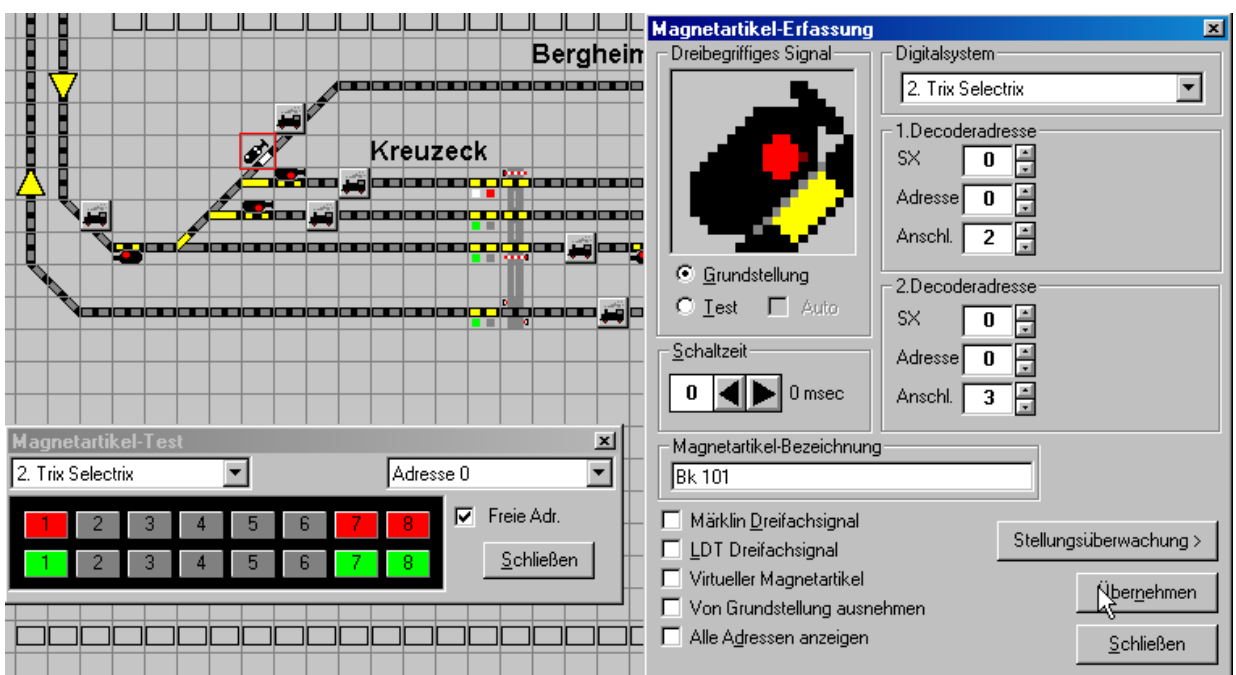 Bergheim
Kreuzeck
Magnetartikel-Test
2. Trix Selectrix
Adresse 0
1 2 3 4 5 6 7 8
1 2 3 4 5 6 7 8
Freie Adr.
Schließen
Magnetartikel-Erfassung
Dreibegriffiges Signal
Grundstellung
Test
Auto
Schaltzeit
0
0 msec
Digitalsystem
2. Trix Selectrix
1.Decoderadresse
SX 0
Adresse 0
Anschl. 2
2.Decoderadresse
SX 0
Adresse 0
Anschl. 3
Magnetartikel-Bezeichnung
Bk 101
Märklin Dreifachsignal
LDT Dreifachsignal
Virtueller Magnetartikel
Von Grundstellung ausnehmen
Alle Adressen anzeigen
Stellungsüberwachung >
Übernehmen
Schließen